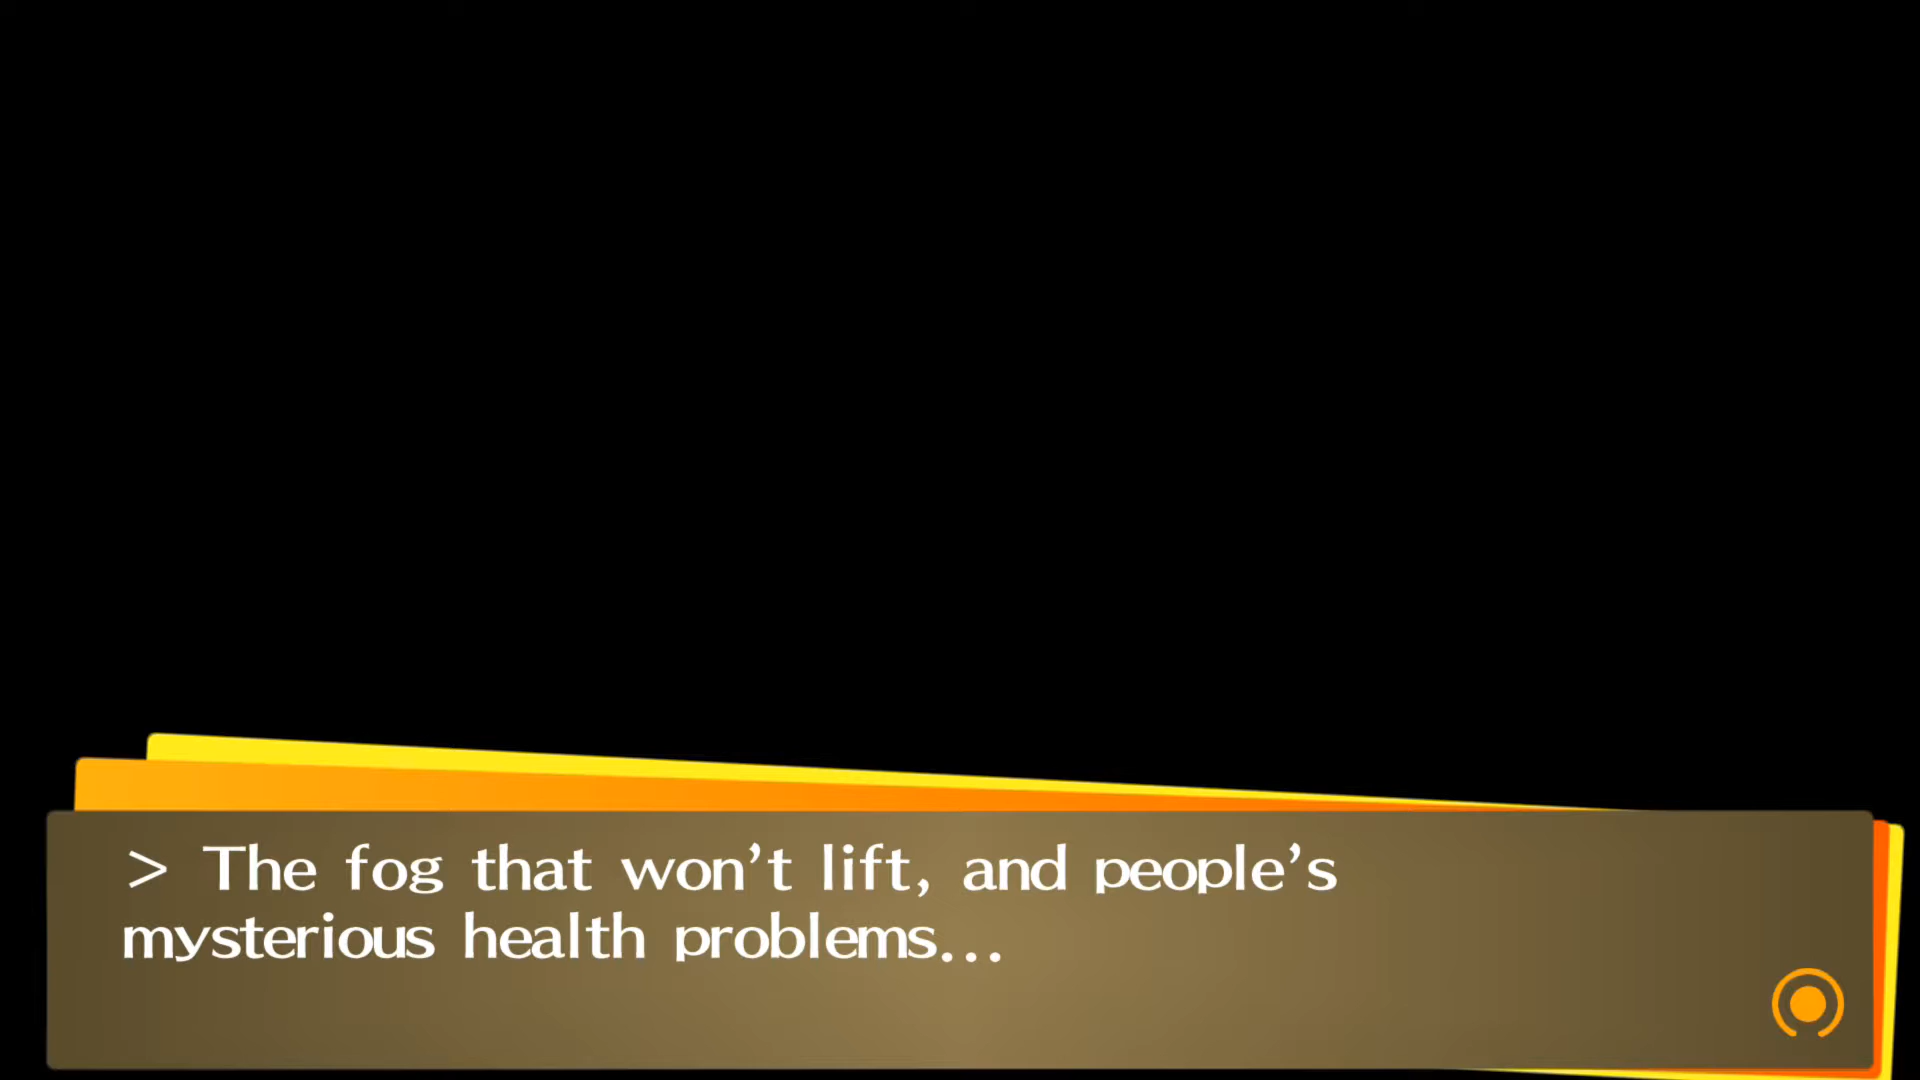 > The fog that won’t lift, and people’s
mysterious health problems...